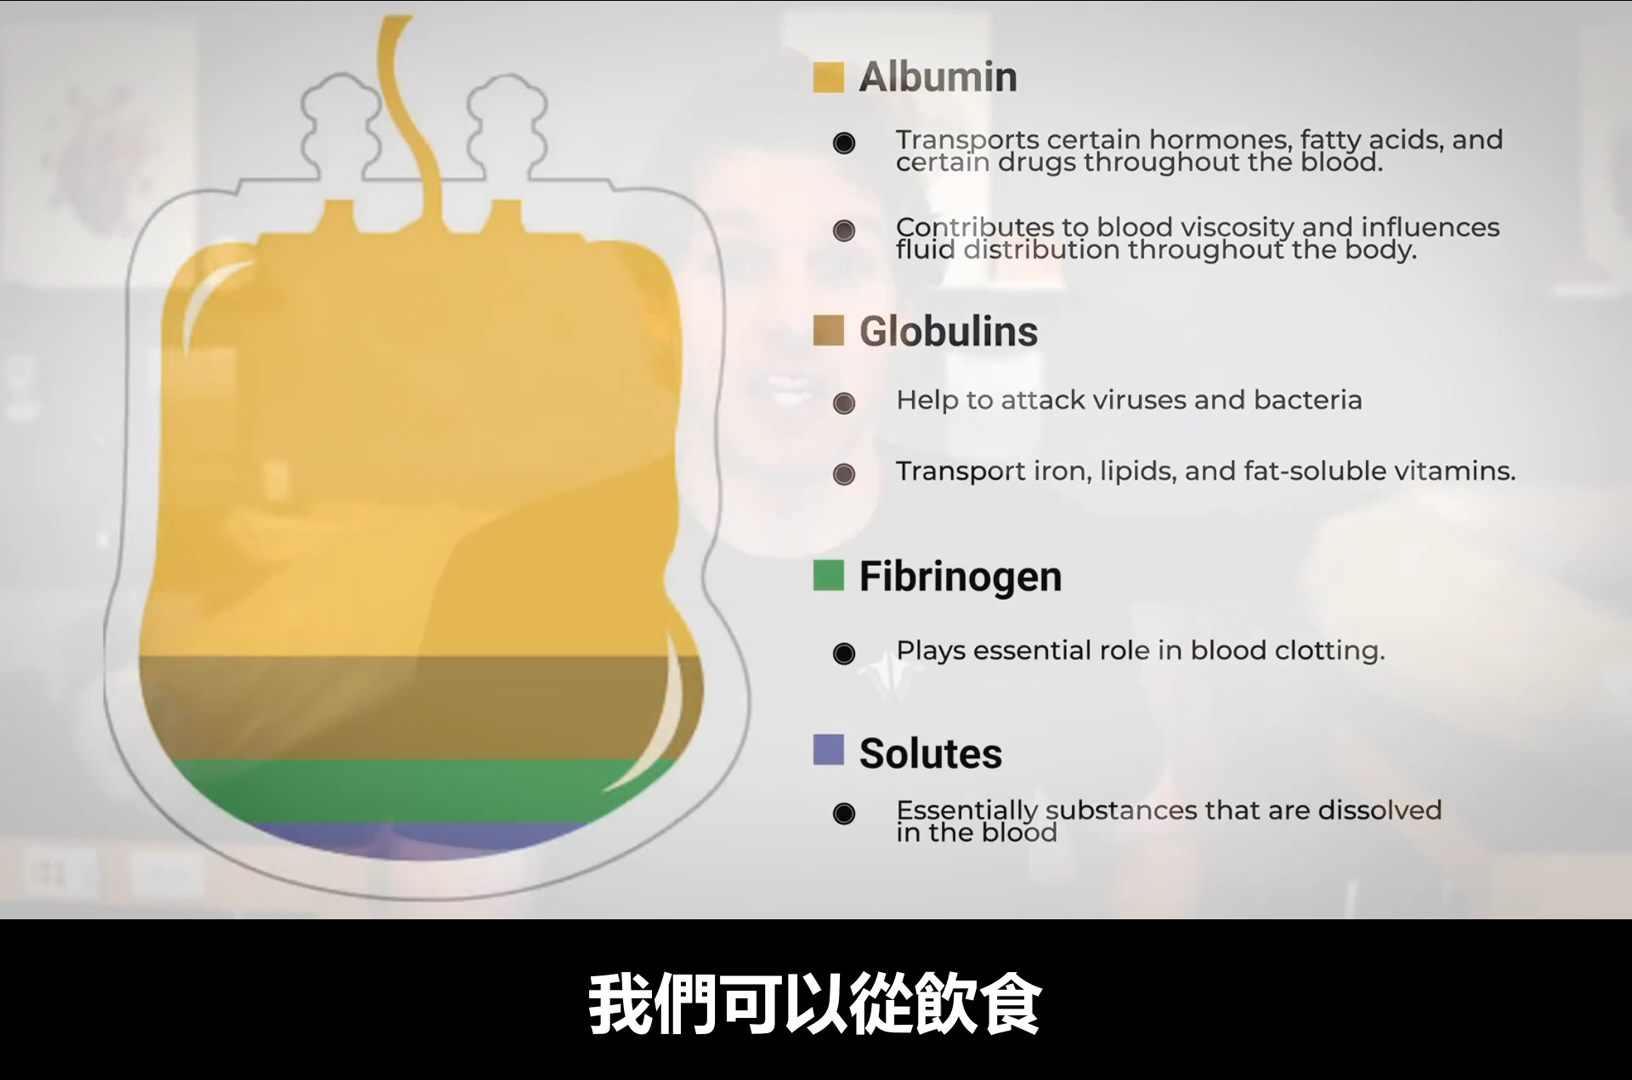 Albumin
Transports certain hormones, fatty acids, and
certain drugs throughout the blood.
Contributes to blood viscosity and influences
fluid distribution throughout the body.
Globulins
Help to attack viruses and bacteria
Transport iron, lipids, and fat-soluble vitamins.
Fibrinogen
Plays essential role in blood clotting.
Solutes
Essentially substances that are dissolved
in the blood
我們可以從飲食